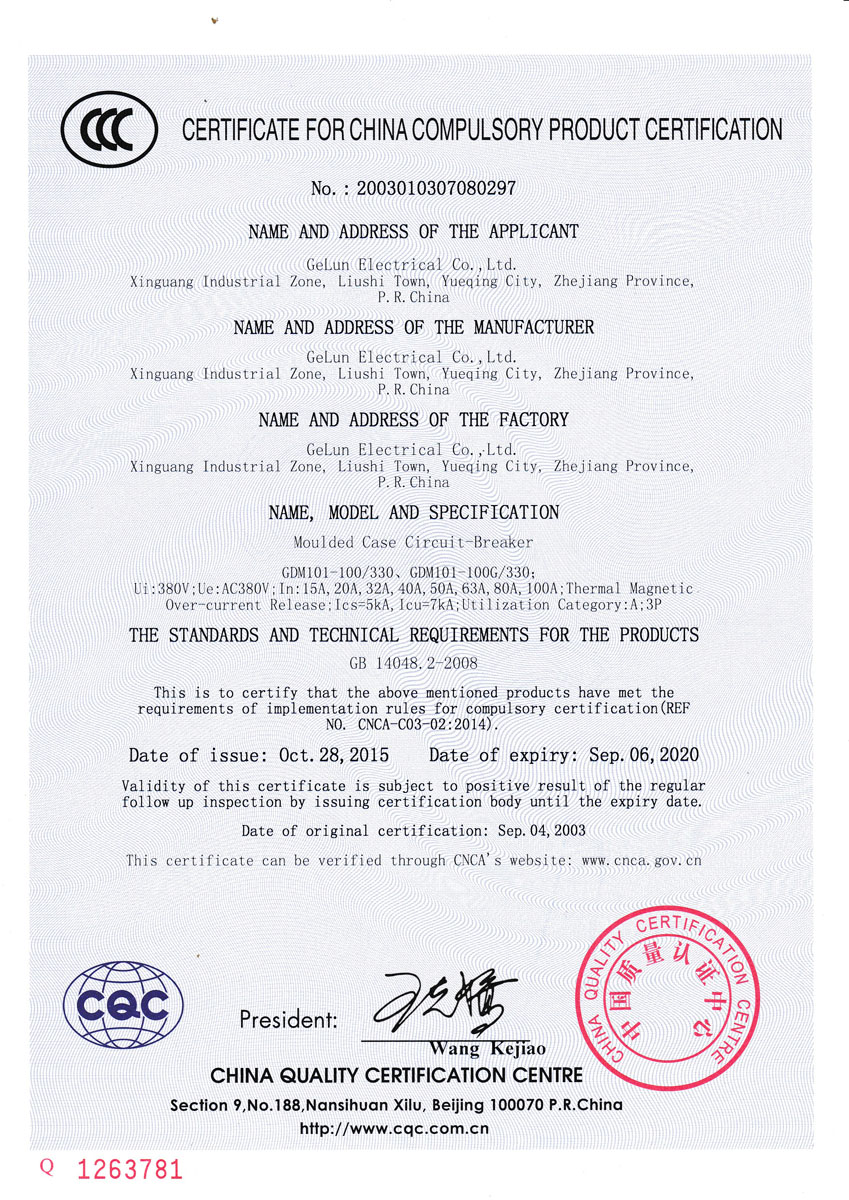 CCC
CERTIFICATE FOR CHINA COMPULSORY PRODUCT CERTIFICATION
No. : 2003010307080297
NAME AND ADDRESS OF THE APPLICANT
GeLun Electrical Co.,Ltd.
Xinguang Industrial Zone, Liushi Town, Yueqing City, Zhejiang Province,
P.R.China
NAME AND ADDRESS OF THE MANUFACTURER
GeLun Electrical Co.,Ltd.
Xinguang Industrial Zone, Liushi Town, Yueqing City, Zhejiang Province,
P.R.China
NAME AND ADDRESS OF THE FACTORY
GeLun Electrical Co.,Ltd.
Xinguang Industrial Zone, Liushi Town, Yueqing City, Zhejiang Province,
P.R.China
NAME, MODEL AND SPECIFICATION
Moulded Case Circuit-Breaker
GDM101-100/330、GDM101-100G/330;
Ui:380V;Ue:AC380V;In:15A,20A,32A,40A,50A,63A,80A,100A;Thermal Magnetic
Over-current Release;Ics=5kA,Icu=7kA;Utilization Category:A;3P
THE STANDARDS AND TECHNICAL REQUIREMENTS FOR THE PRODUCTS
GB 14048.2-2008
This is to certify that the above mentioned products have met the
requirements of implementation rules for compulsory certification(REF
NO. CNCA-C03-02:2014).
Date of issue: Oct.28,2015 Date of expiry: Sep.06,2020
Validity of this certificate is subject to positive result of the regular
follow up inspection by issuing certification body until the expiry date.
Date of original certification: Sep.04,2003
This certificate can be verified through CNCA's website: www.cnca.gov.cn
CHINA QUALITY CERTIFICATION CENTRE
中国质量认证中心
CQC
President:
Wang Kejiao
CHINA QUALITY CERTIFICATION CENTRE
Section 9,No.188,Nansihuan Xilu, Beijing 100070 P.R.China
http://www.cqc.com.cn
Q 1263781